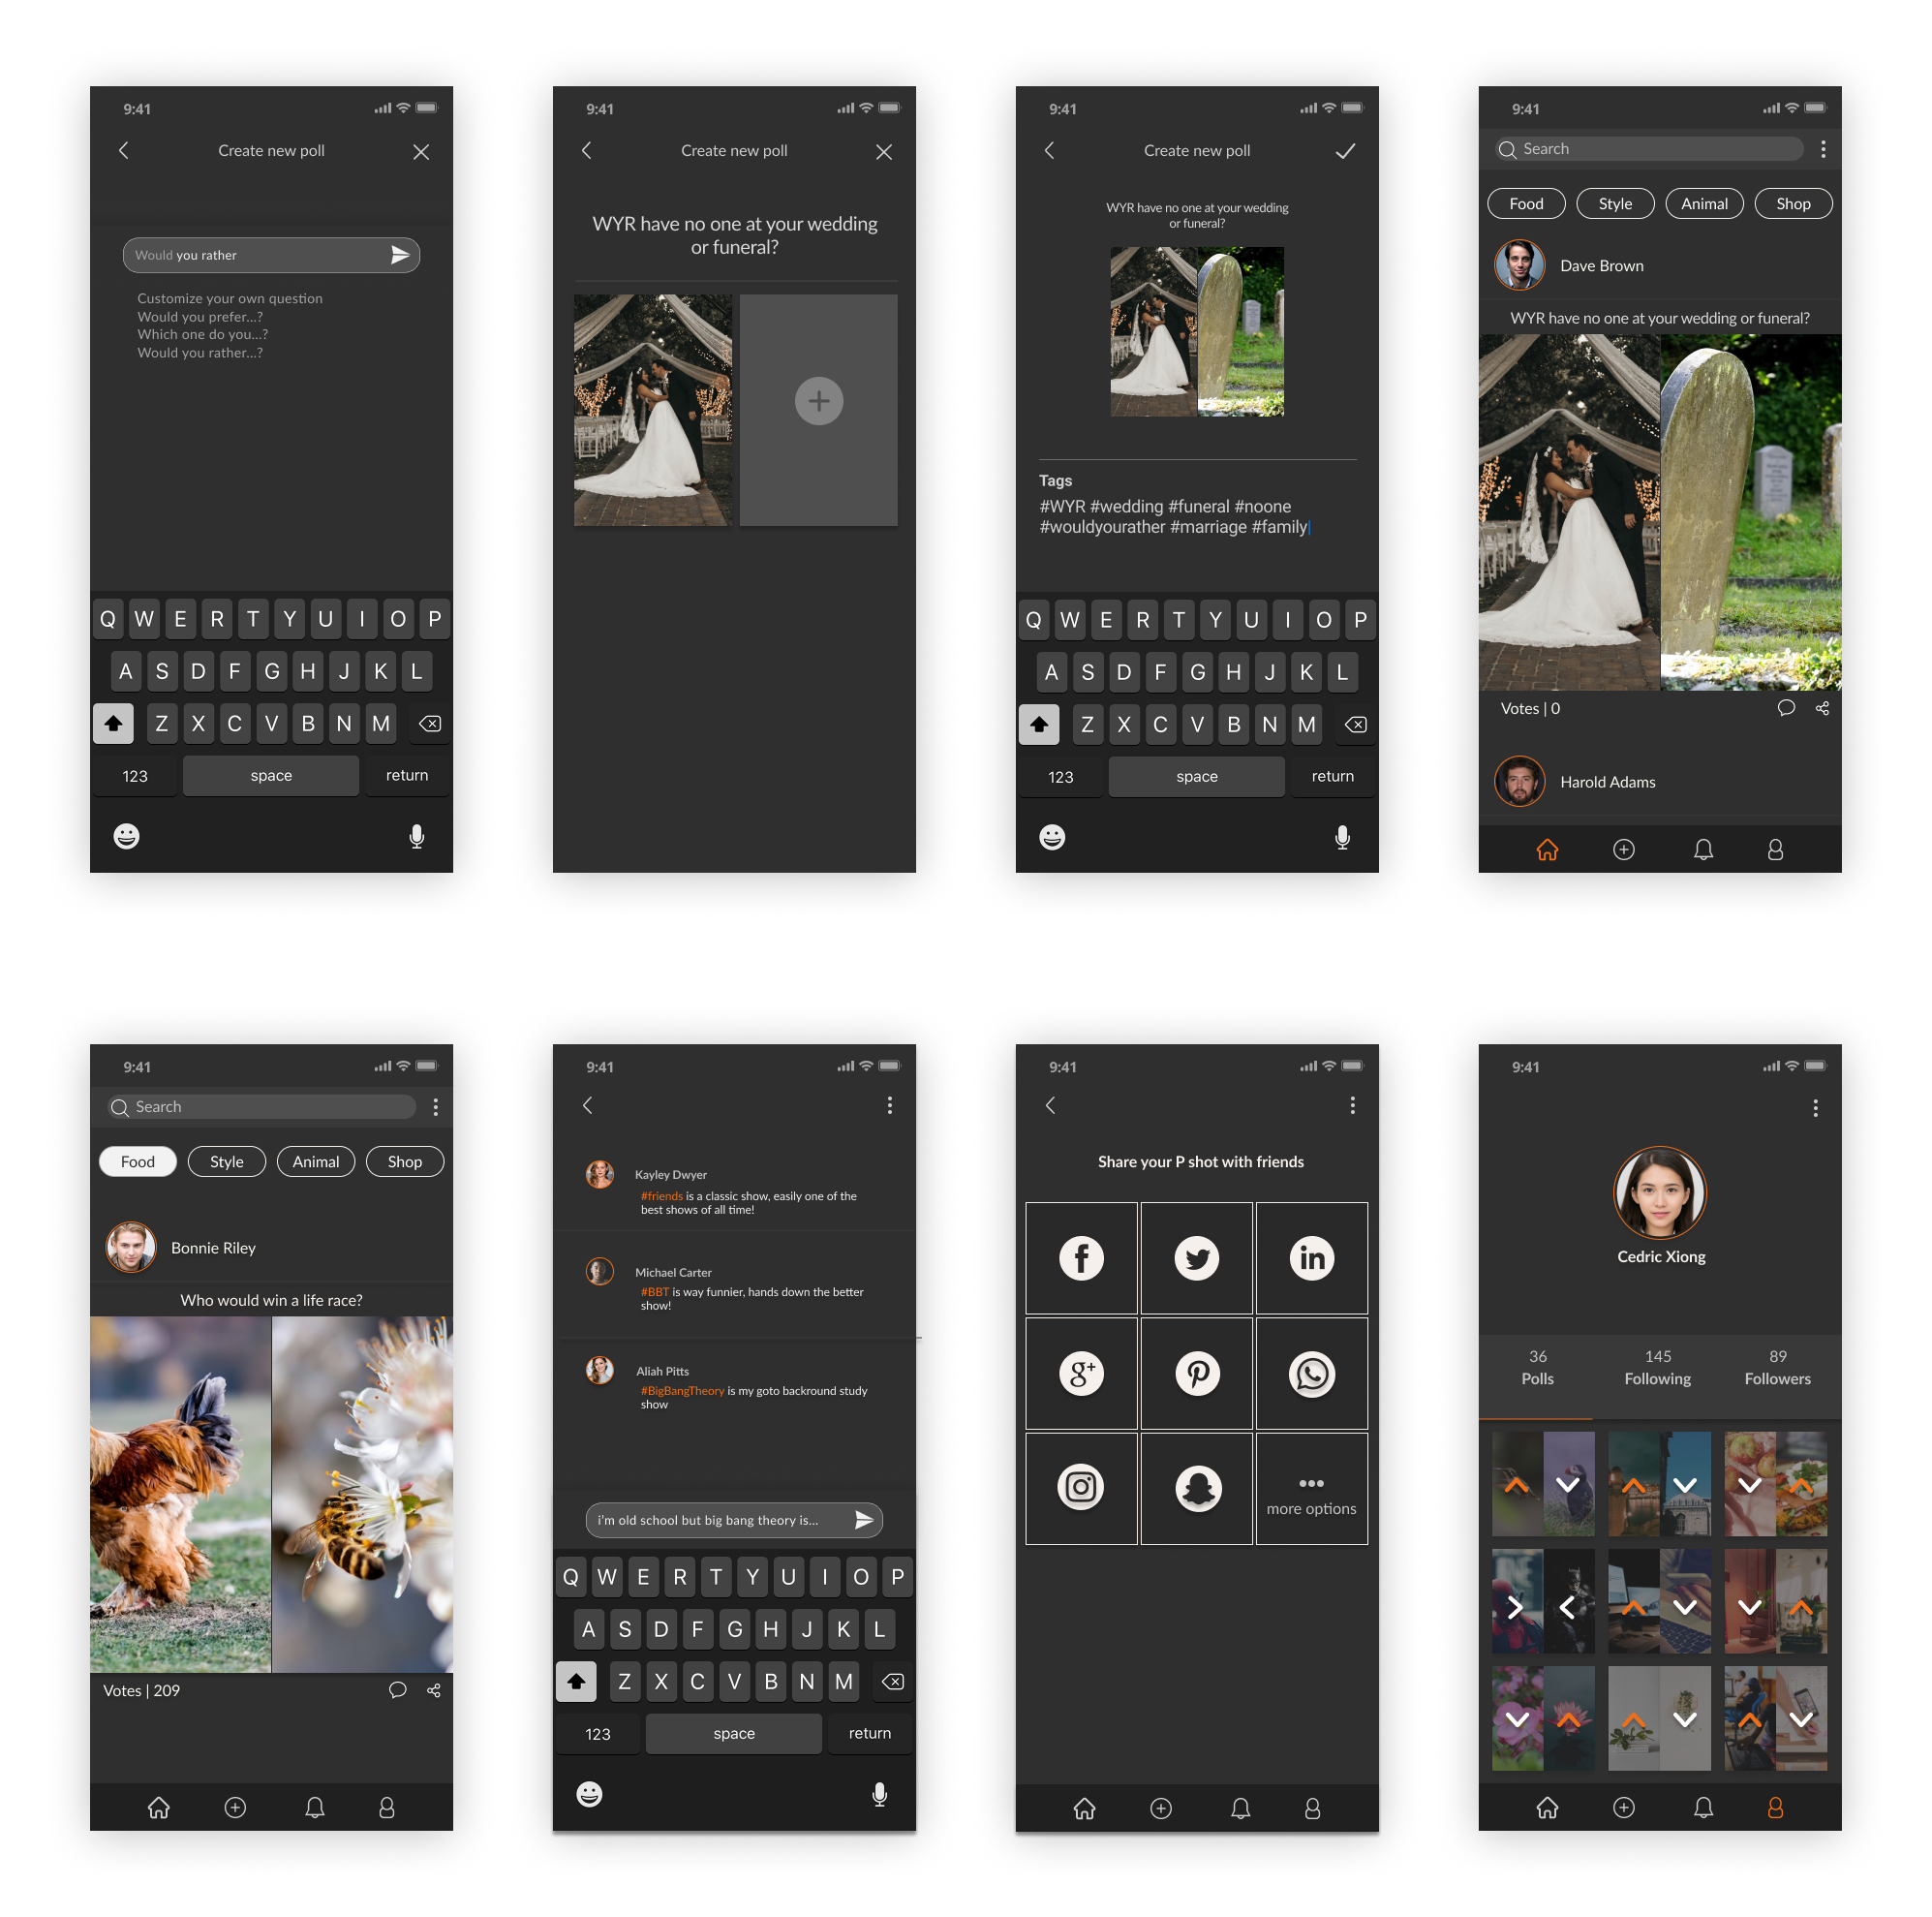 9:41
Create new poll
Would you rather
Customize your own question
Would you prefer...?
Which one do you...?
Would you rather...?
Q W E R T Y U I O P
A S D F G H J K L
Z X C V B N M
123 space return
9:41
Create new poll
WYR have no one at your wedding
or funeral?
9:41
Create new poll
WYR have no one at your wedding
or funeral?
Tags
#WYR #wedding #funeral #noone
#wouldyourather #marriage #family
Q W E R T Y U I O P
A S D F G H J K L
Z X C V B N M
123 space return
9:41
Search
Food Style Animal Shop
Dave Brown
WYR have no one at your wedding or funeral?
Votes | 0
Harold Adams
9:41
Search
Food Style Animal Shop
Bonnie Riley
Who would win a life race?
Votes | 209
9:41
Kayley Dwyer
#friends is a classic show, easily one of the
best shows of all time!
Michael Carter
#BBT is way funnier, hands down the better
show!
Aliah Pitts
#BigBangTheory is my goto backround study
show
i'm old school but big bang theory is...
Q W E R T Y U I O P
A S D F G H J K L
Z X C V B N M
123 space return
9:41
Share your P shot with friends
f in
g+
more options
9:41
Cedric Xiong
36 145 89
Polls Following Followers